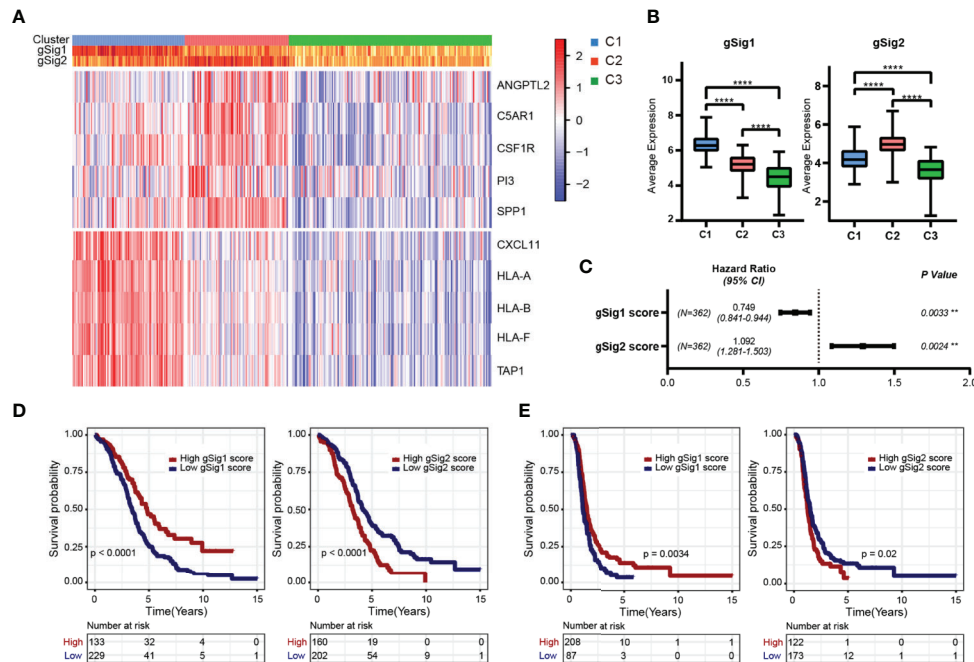 A
Cluster
gSig1
gSig2
ANGPTL2
C5AR1
CSF1R
PI3
SPP1
CXCL11
HLA-A
HLA-B
HLA-F
TAP1
2
1
0
-1
-2
C1
C2
C3
B
gSig1
Average Expression
10
8
6
4
2
****
****
****
C1 C2 C3
gSig2
Average Expression
8
6
4
2
****
****
****
C1 C2 C3
C
Hazard Ratio
(95% CI)
P Value
gSig1 score (N=362) 0.749
(0.841-0.944)
0.0033 **
gSig2 score (N=362) 1.092
(1.281-1.503)
0.0024 **
0.0 0.5 1.0 1.5 2.0
D
Survival probability
1.00
0.75
0.50
0.25
0.00
High gSig1 score
Low gSig1 score
p < 0.0001
0 5 10 15
Time(Years)
Number at risk
High 133 32 4 0
Low 229 41 5 1
Survival probability
1.00
0.75
0.50
0.25
0.00
High gSig2 score
Low gSig2 score
p < 0.0001
0 5 10 15
Time(Years)
Number at risk
160 19 0 0
202 54 9 1
E
Survival probability
1.00
0.75
0.50
0.25
0.00
High gSig1 score
Low gSig1 score
p = 0.0034
0 5 10 15
Time(Years)
Number at risk
High 208 10 1 1
Low 87 3 0 0
Survival probability
1.00
0.75
0.50
0.25
0.00
High gSig2 score
Low gSig2 score
p = 0.02
0 5 10 15
Time(Years)
Number at risk
122 1 0 0
173 12 1 1